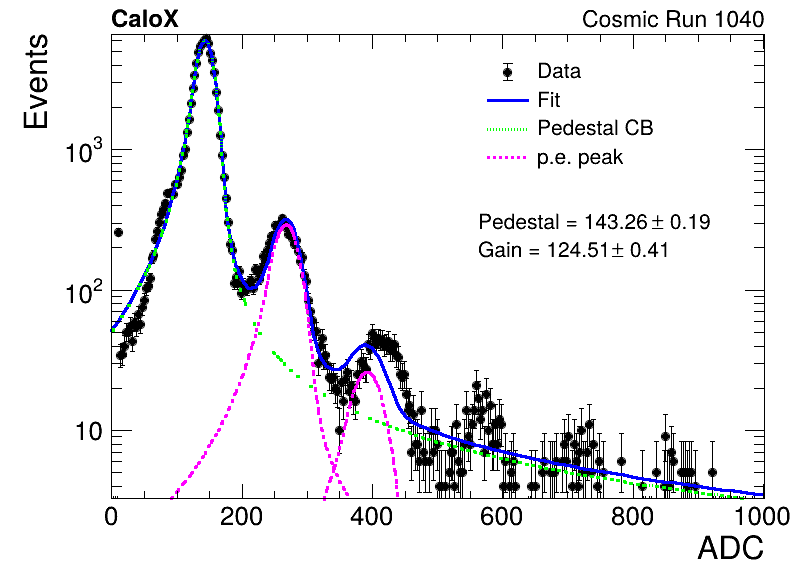 CaloX Cosmic Run 1040
Events
Data
Fit
Pedestal CB
p.e. peak
Pedestal = 143.26 ± 0.19
Gain = 124.51 ± 0.41
10³
10²
10
0 200 400 600 800 1000
ADC